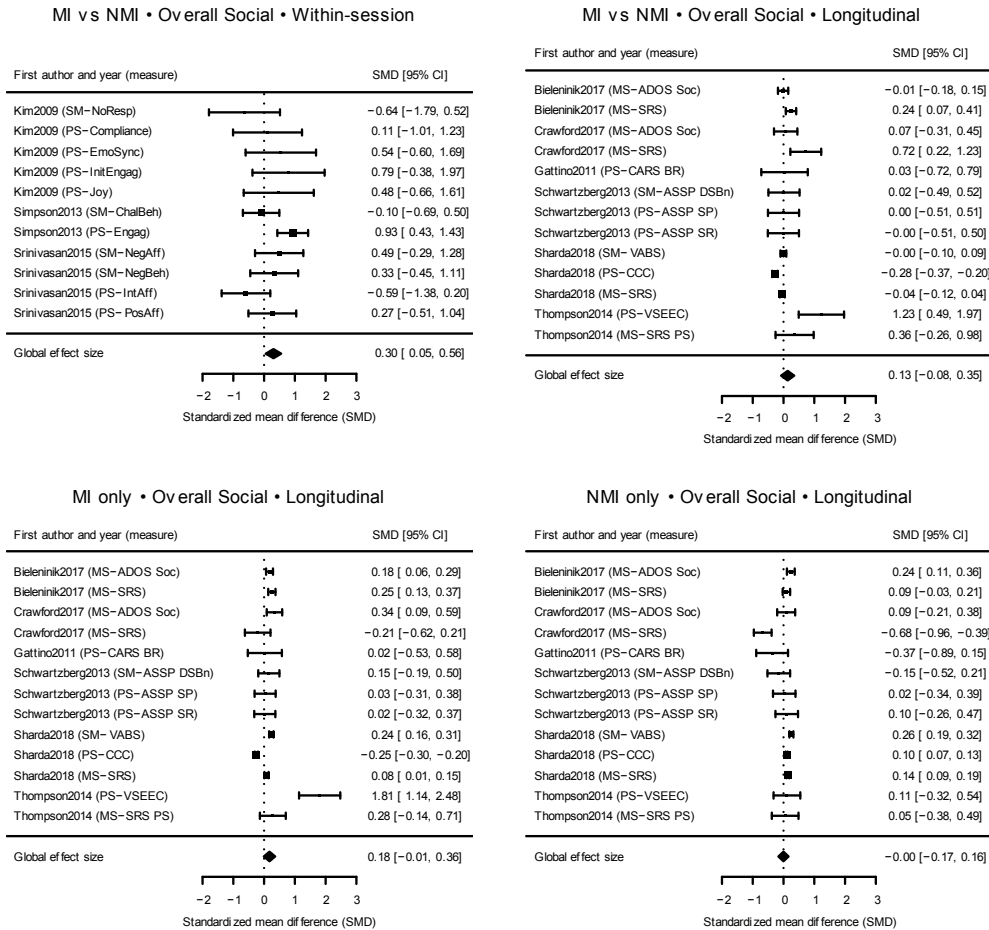 MI vs NMI • Overall Social • Within-session
First author and year (measure) SMD [95% CI]
Kim2009 (SM−NoResp) −0.64 [−1.79, 0.52]
Kim2009 (PS−Compliance) 0.11 [−1.01, 1.23]
Kim2009 (PS−EmoSync) 0.54 [−0.60, 1.69]
Kim2009 (PS−InitEngag) 0.79 [−0.38, 1.97]
Kim2009 (PS−Joy) 0.48 [−0.66, 1.61]
Simpson2013 (SM−ChalBeh) −0.10 [−0.69, 0.50]
Simpson2013 (PS−Engag) 0.93 [ 0.43, 1.43]
Srinivasan2015 (SM−NegAff) 0.49 [−0.29, 1.28]
Srinivasan2015 (SM−NegBeh) 0.33 [−0.45, 1.11]
Srinivasan2015 (PS−IntAff) −0.59 [−1.38, 0.20]
Srinivasan2015 (PS−PosAff) 0.27 [−0.51, 1.04]
Global effect size 0.30 [ 0.05, 0.56]
−2 −1 0 1 2 3
Standardized mean difference (SMD)
MI vs NMI • Overall Social • Longitudinal
First author and year (measure) SMD [95% CI]
Bieleninik2017 (MS−ADOS Soc) −0.01 [−0.18, 0.15]
Bieleninik2017 (MS−SRS) 0.24 [ 0.07, 0.41]
Crawford2017 (MS−ADOS Soc) 0.07 [−0.31, 0.45]
Crawford2017 (MS−SRS) 0.72 [ 0.22, 1.23]
Gattino2011 (PS−CARS BR) 0.03 [−0.72, 0.79]
Schwartzberg2013 (SM−ASSP DSBn) 0.02 [−0.49, 0.52]
Schwartzberg2013 (PS−ASSP SP) 0.00 [−0.51, 0.51]
Schwartzberg2013 (PS−ASSP SR) −0.00 [−0.51, 0.50]
Sharda2018 (SM− VABS) −0.00 [−0.10, 0.09]
Sharda2018 (PS−CCC) −0.28 [−0.37, −0.20]
Sharda2018 (MS−SRS) −0.04 [−0.12, 0.04]
Thompson2014 (PS−VSEEC) 1.23 [ 0.49, 1.97]
Thompson2014 (MS−SRS PS) 0.36 [−0.26, 0.98]
Global effect size 0.13 [−0.08, 0.35]
−2 −1 0 1 2 3
Standardized mean difference (SMD)
MI only • Overall Social • Longitudinal
First author and year (measure) SMD [95% CI]
Bieleninik2017 (MS−ADOS Soc) 0.18 [ 0.06, 0.29]
Bieleninik2017 (MS−SRS) 0.25 [ 0.13, 0.37]
Crawford2017 (MS−ADOS Soc) 0.34 [ 0.09, 0.59]
Crawford2017 (MS−SRS) −0.21 [−0.62, 0.21]
Gattino2011 (PS−CARS BR) 0.02 [−0.53, 0.58]
Schwartzberg2013 (SM−ASSP DSBn) 0.15 [−0.19, 0.50]
Schwartzberg2013 (PS−ASSP SP) 0.03 [−0.31, 0.38]
Schwartzberg2013 (PS−ASSP SR) 0.02 [−0.32, 0.37]
Sharda2018 (SM− VABS) 0.24 [ 0.16, 0.31]
Sharda2018 (PS−CCC) −0.25 [−0.30, −0.20]
Sharda2018 (MS−SRS) 0.08 [ 0.01, 0.15]
Thompson2014 (PS−VSEEC) 1.81 [ 1.14, 2.48]
Thompson2014 (MS−SRS PS) 0.28 [−0.14, 0.71]
Global effect size 0.18 [−0.01, 0.36]
−2 −1 0 1 2 3
Standardized mean difference (SMD)
NMI only • Overall Social • Longitudinal
First author and year (measure) SMD [95% CI]
Bieleninik2017 (MS−ADOS Soc) 0.24 [ 0.11, 0.36]
Bieleninik2017 (MS−SRS) 0.09 [−0.03, 0.21]
Crawford2017 (MS−ADOS Soc) 0.09 [−0.21, 0.38]
Crawford2017 (MS−SRS) −0.68 [−0.96, −0.39]
Gattino2011 (PS−CARS BR) −0.37 [−0.89, 0.15]
Schwartzberg2013 (SM−ASSP DSBn) −0.15 [−0.52, 0.21]
Schwartzberg2013 (PS−ASSP SP) 0.02 [−0.34, 0.39]
Schwartzberg2013 (PS−ASSP SR) 0.10 [−0.26, 0.47]
Sharda2018 (SM− VABS) 0.26 [ 0.19, 0.32]
Sharda2018 (PS−CCC) 0.10 [ 0.07, 0.13]
Sharda2018 (MS−SRS) 0.14 [ 0.09, 0.19]
Thompson2014 (PS−VSEEC) 0.11 [−0.32, 0.54]
Thompson2014 (MS−SRS PS) 0.05 [−0.38, 0.49]
Global effect size −0.00 [−0.17, 0.16]
−2 −1 0 1 2 3
Standardized mean difference (SMD)